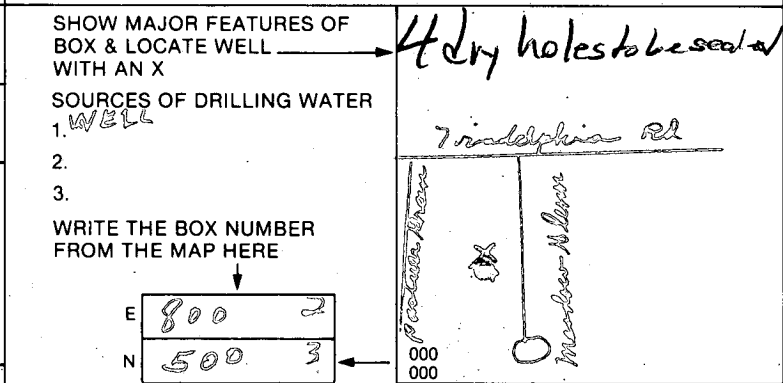 SHOW MAJOR FEATURES OF
BOX & LOCATE WELL
WITH AN X
4 dry holes to be sealed
SOURCES OF DRILLING WATER
1. WELL
2.
3.
Triadelphia Rd
Meadow Glenn
WRITE THE BOX NUMBER
FROM THE MAP HERE
E 800 2
N 500 3
000
000